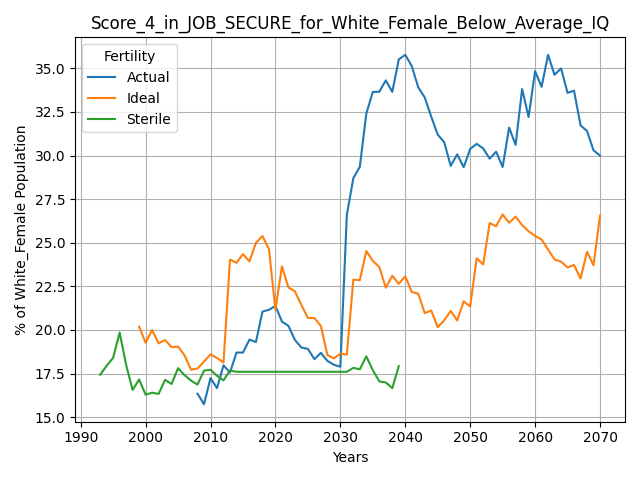 Score_4_in_JOB_SECURE_for_White_Female_Below_Average_IQ
Fertility
Actual
Ideal
Sterile
% of White_Female Population
35.0
32.5
30.0
27.5
25.0
22.5
20.0
17.5
15.0
1990 2000 2010 2020 2030 2040 2050 2060 2070
Years